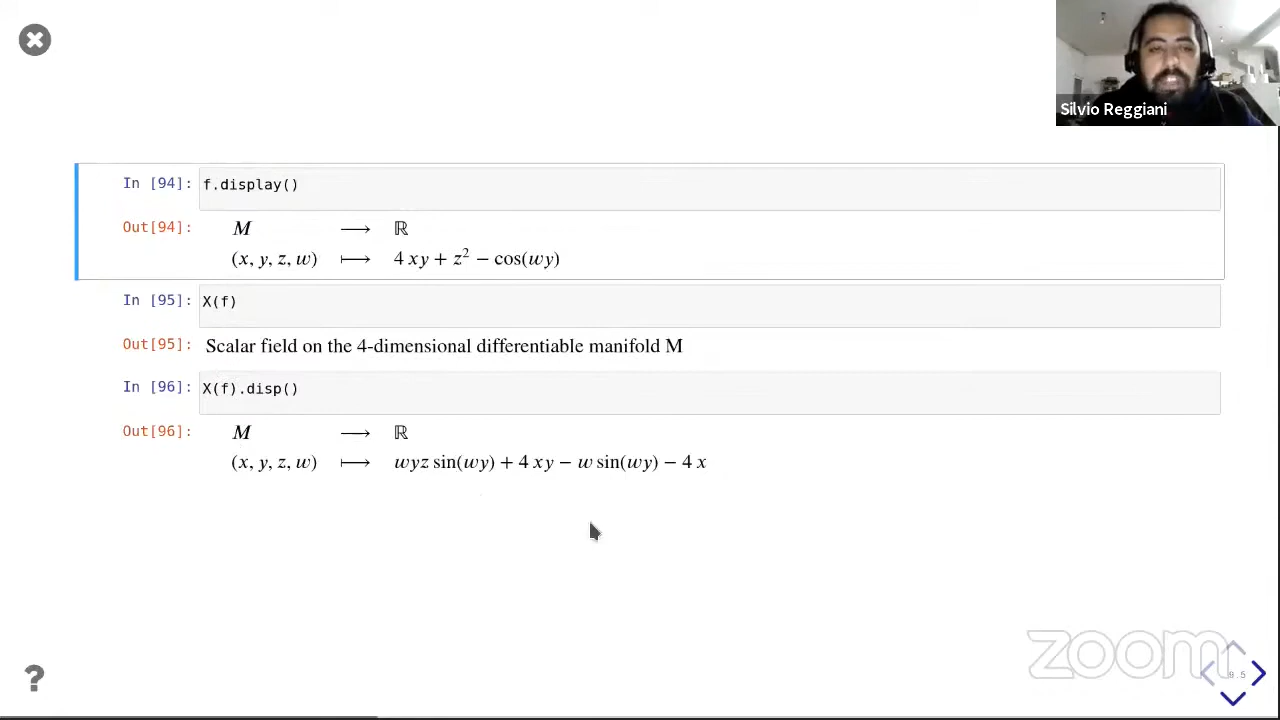 Silvio Reggiani
In [94]: f.display()
Out[94]: M ⟶ ℝ
(x, y, z, w) ⟼ 4 xy + z² − cos(wy)
In [95]: X(f)
Out[95]: Scalar field on the 4-dimensional differentiable manifold M
In [96]: X(f).disp()
Out[96]: M ⟶ ℝ
(x, y, z, w) ⟼ wyz sin(wy) + 4 xy − w sin(wy) − 4 x
zoom
?